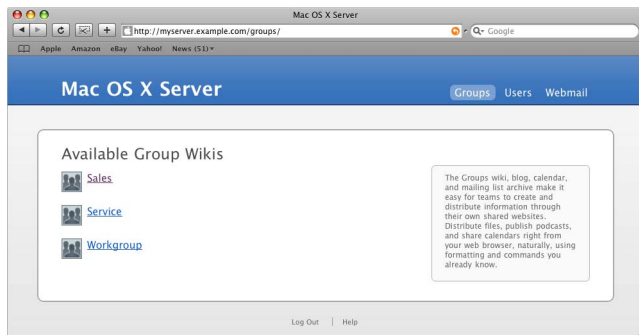 Mac OS X Server
http://myserver.example.com/groups/
Google
Apple Amazon eBay Yahoo! News (51)
Mac OS X Server
Groups Users Webmail
Available Group Wikis
Sales
Service
Workgroup
The Groups wiki, blog, calendar,
and mailing list archive make it
easy for teams to create and
distribute information through
their own shared websites.
Distribute files, publish podcasts,
and share calendars right from
your web browser, naturally, using
formatting and commands you
already know.
Log Out | Help